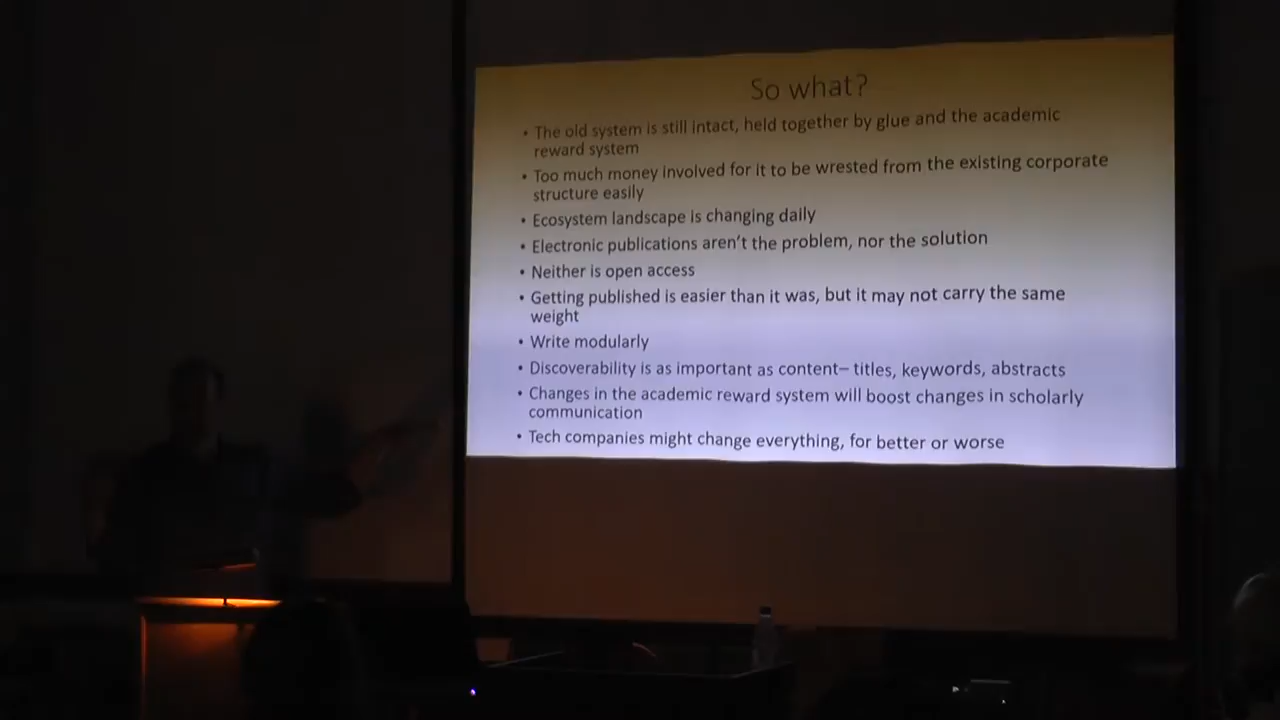 So what?
• The old system is still intact, held together by glue and the academic
reward system
• Too much money involved for it to be wrested from the existing corporate
structure easily
• Ecosystem landscape is changing daily
• Electronic publications aren't the problem, nor the solution
• Neither is open access
• Getting published is easier than it was, but it may not carry the same
weight
• Write modularly
• Discoverability is as important as content– titles, keywords, abstracts
• Changes in the academic reward system will boost changes in scholarly
communication
• Tech companies might change everything, for better or worse